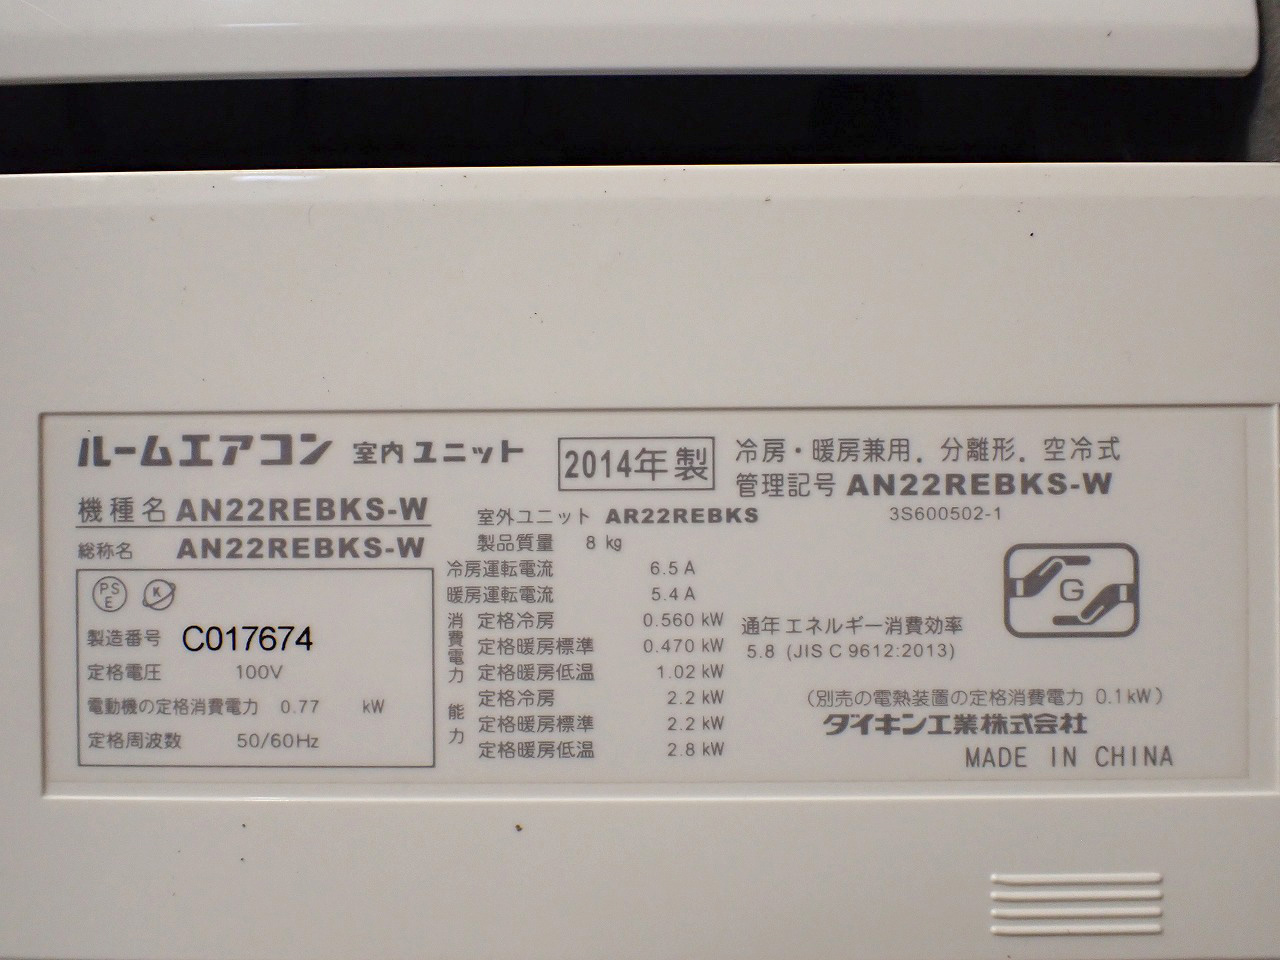 ルームエアコン 室内ユニット
2014年 製
冷房・暖房兼用．分離形．空冷式
管理記号 AN22REBKS-W
3S600502-1
機種名 AN22REBKS-W
総称名 AN22REBKS-W
PS
E
K
製造番号 C017674
定格電圧 100V
電動機の定格消費電力 0.77 kW
定格周波数 50/60Hz
室外ユニット AR22REBKS
製品質量 8 kg
冷房運転電流 6.5 A
暖房運転電流 5.4 A
消費電力
定格冷房 0.560 kW
定格暖房標準 0.470 kW
定格暖房低温 1.02 kW
能力
定格冷房 2.2 kW
定格暖房標準 2.2 kW
定格暖房低温 2.8 kW
通年エネルギー消費効率
5.8 (JIS C 9612:2013)
G
（別売の電熱装置の定格消費電力 0.1kW）
ダイキン工業株式会社
MADE IN CHINA